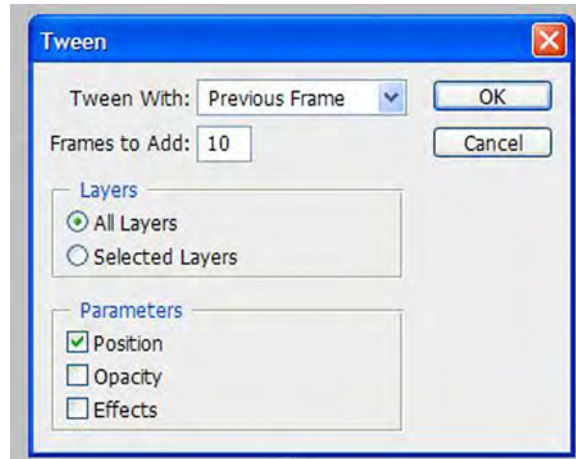 Tween
Tween With: Previous Frame OK
Frames to Add: 10 Cancel
Layers
All Layers
Selected Layers
Parameters
Position
Opacity
Effects